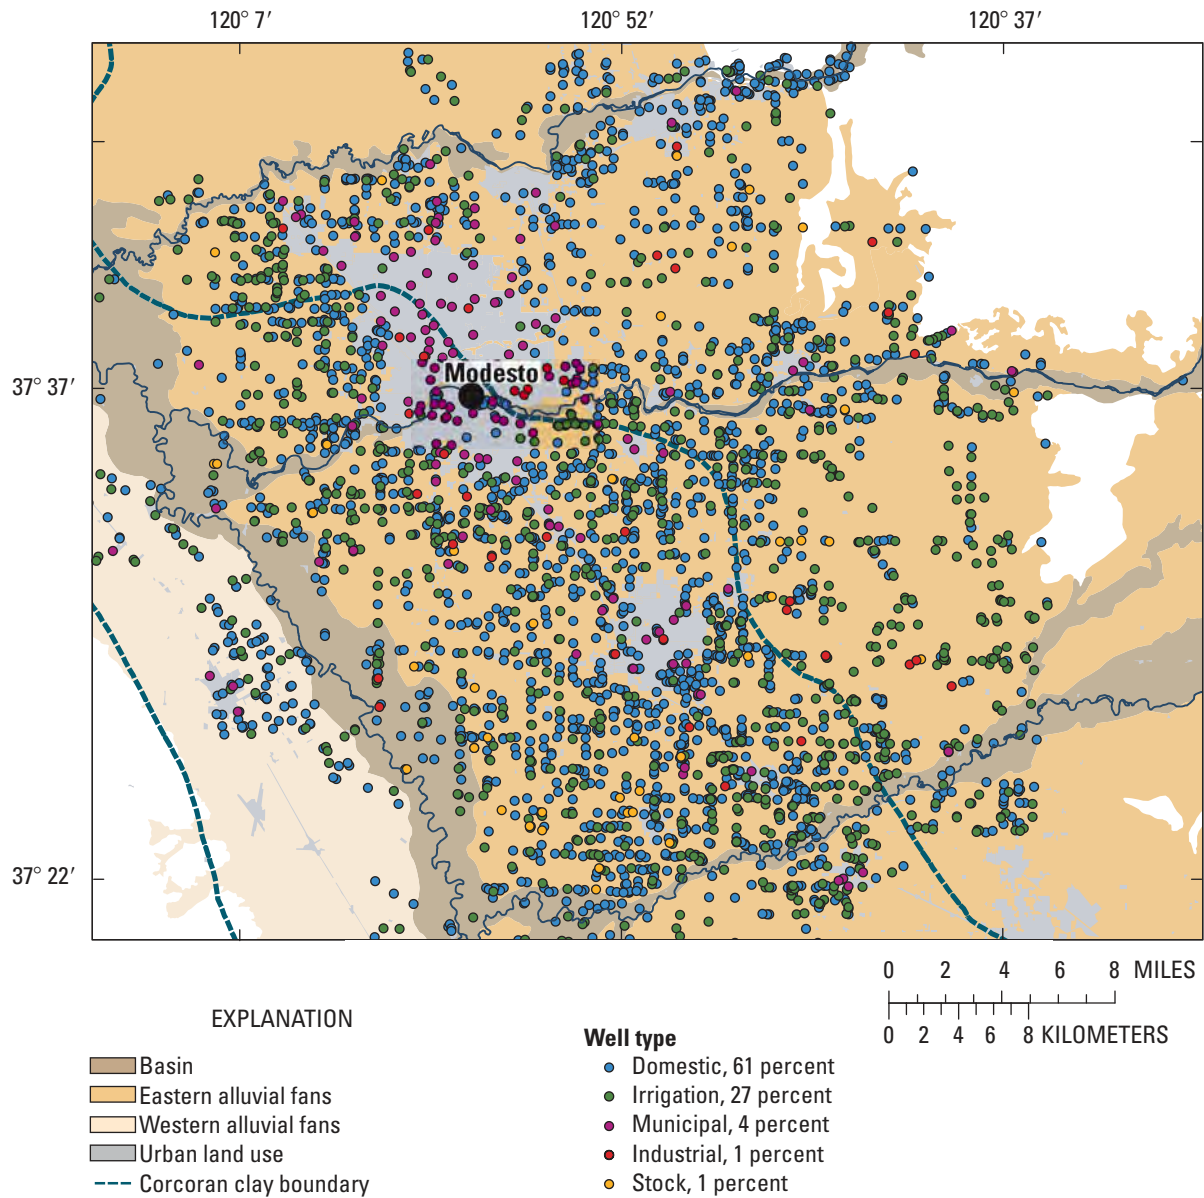 120° 7′ 120° 52′ 120° 37′
37° 37′
Modesto
37° 22′
0 2 4 6 8 MILES
0 2 4 6 8 KILOMETERS
EXPLANATION
Basin
Eastern alluvial fans
Western alluvial fans
Urban land use
Corcoran clay boundary
Well type
Domestic, 61 percent
Irrigation, 27 percent
Municipal, 4 percent
Industrial, 1 percent
Stock, 1 percent